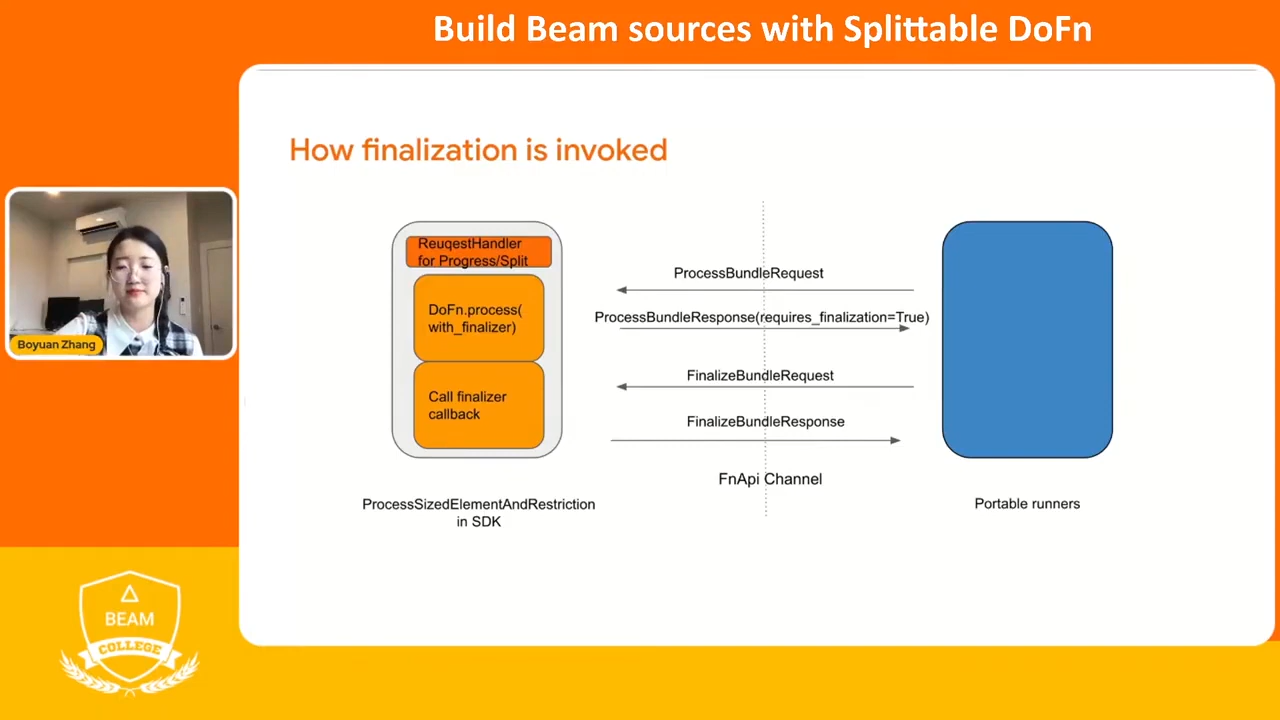 Build Beam sources with Splittable DoFn
How finalization is invoked
ReuqestHandler
for Progress/Split
DoFn.process(
with_finalizer)
Call finalizer
callback
ProcessSizedElementAndRestriction
in SDK
ProcessBundleRequest
ProcessBundleResponse(requires_finalization=True)
FinalizeBundleRequest
FinalizeBundleResponse
FnApi Channel
Portable runners
Boyuan Zhang
BEAM
COLLEGE